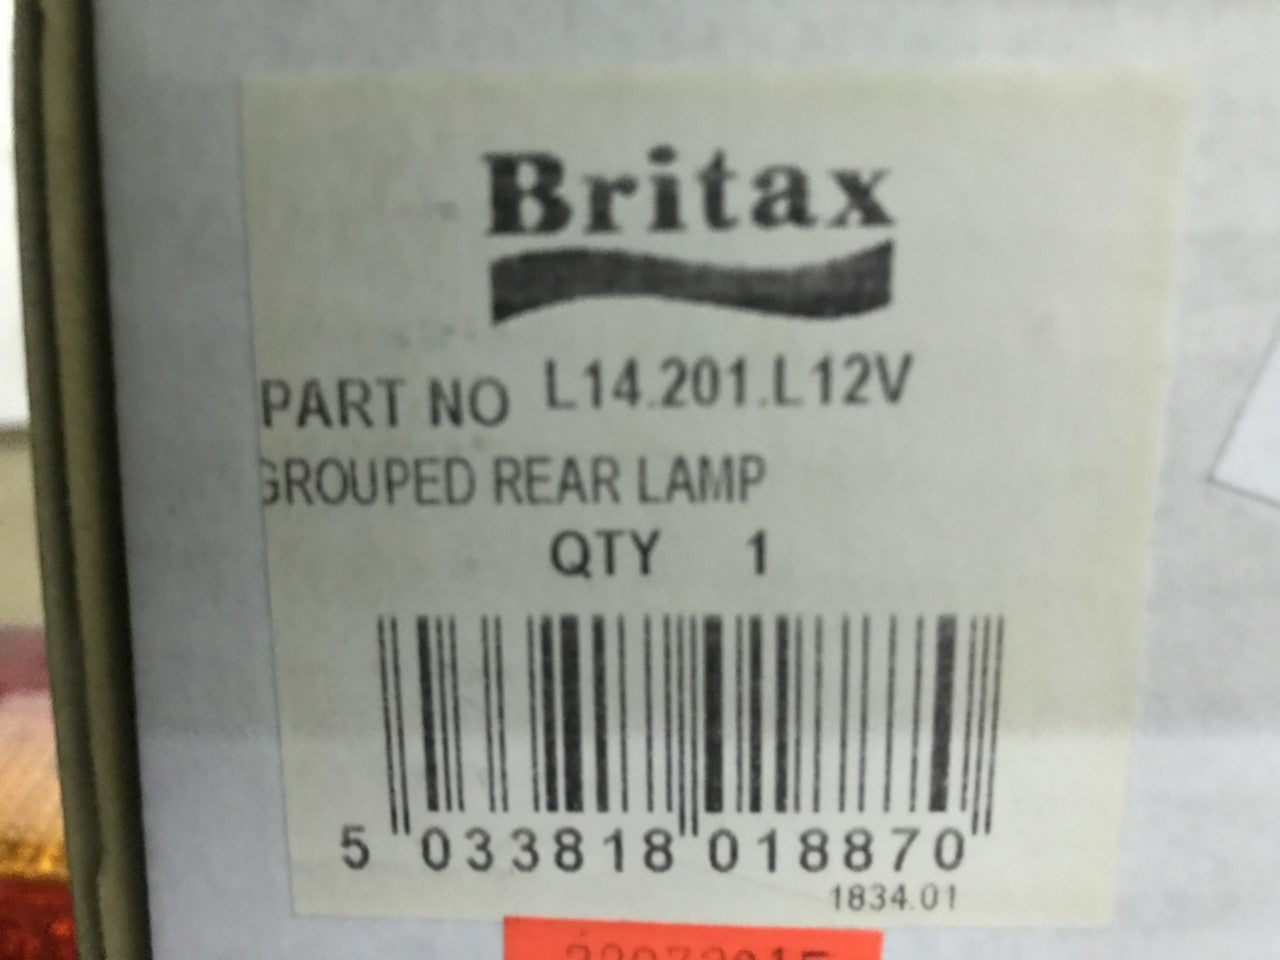 Britax
PART NO L14.201.L12V
GROUPED REAR LAMP
QTY 1
5 033818 018870
1834.01